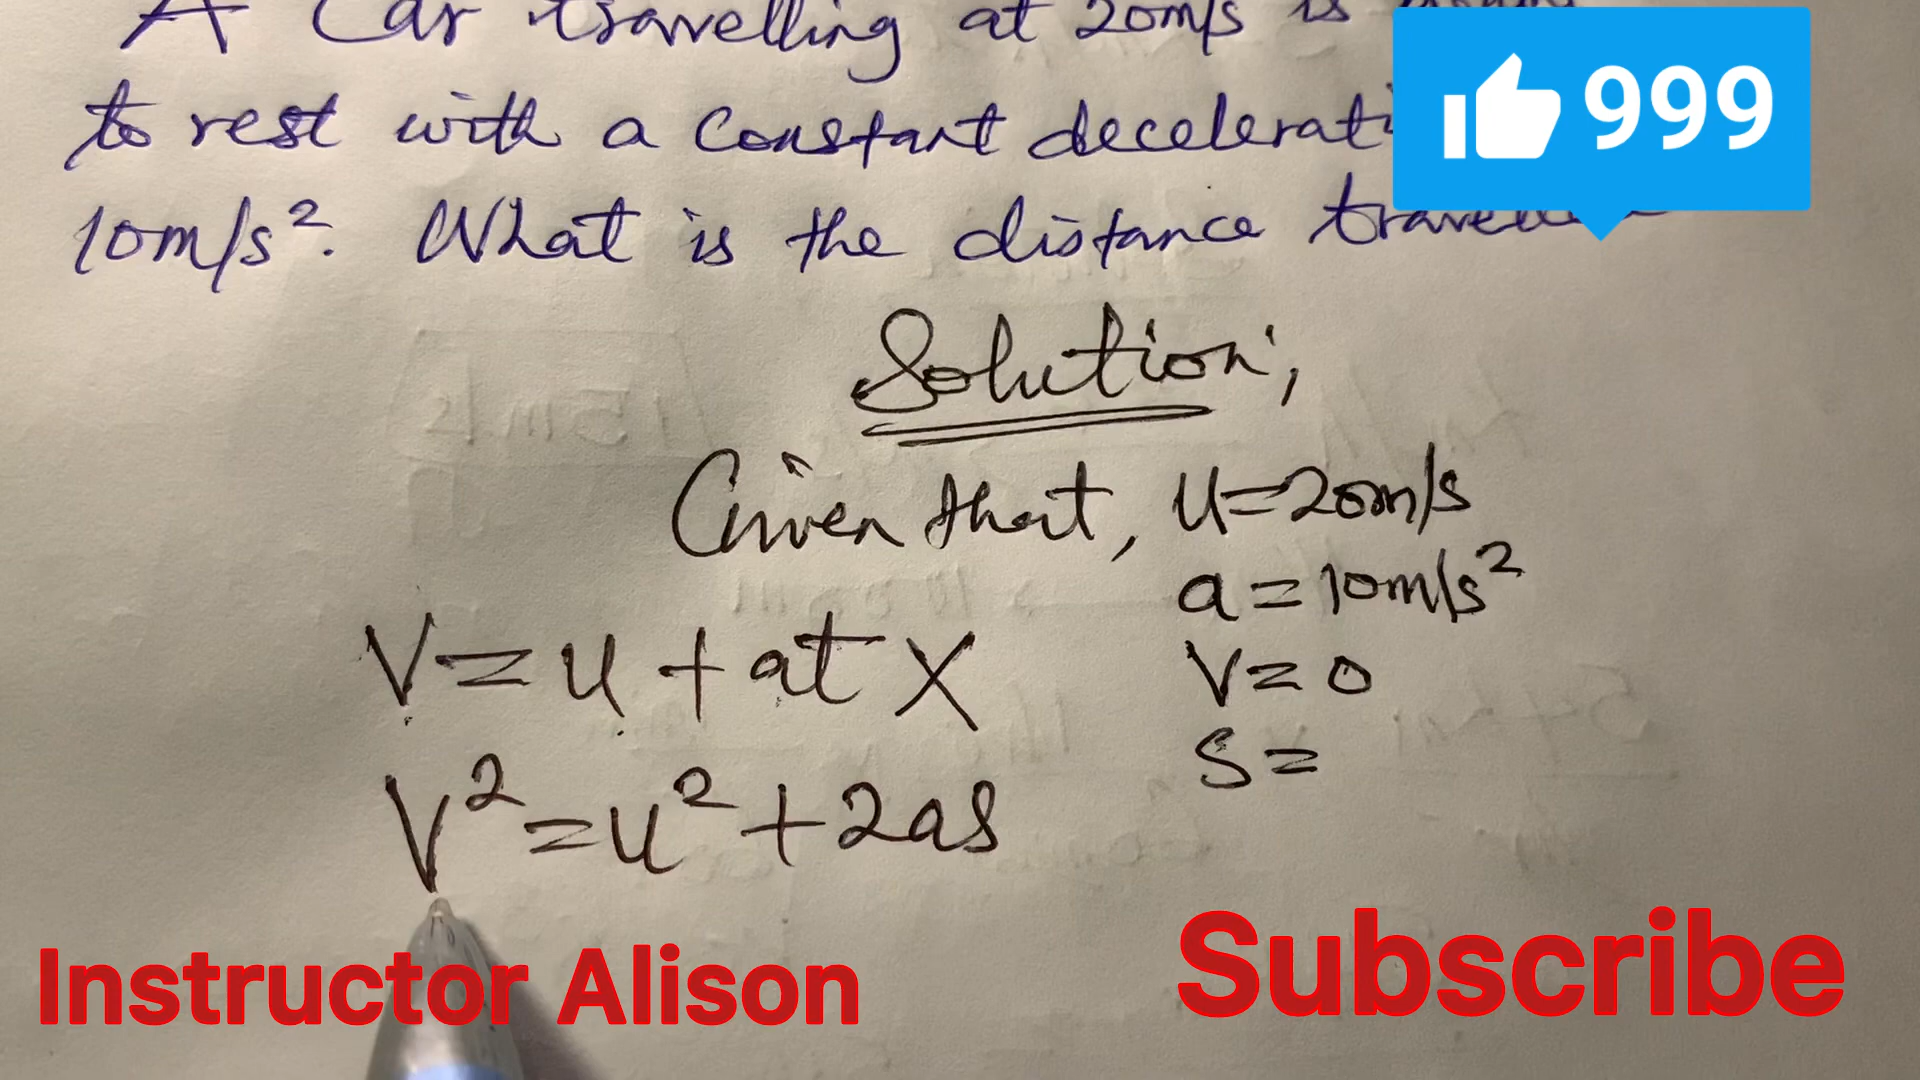 A Car travelling at 20m/s is
to rest with a constant
10m/s². What is the distance
999
Solution;
Given that, u=20m/s
a=10m/s²
V=u+at X
V=0
S=
V²=u²+2as
Instructor Alison
Subscribe